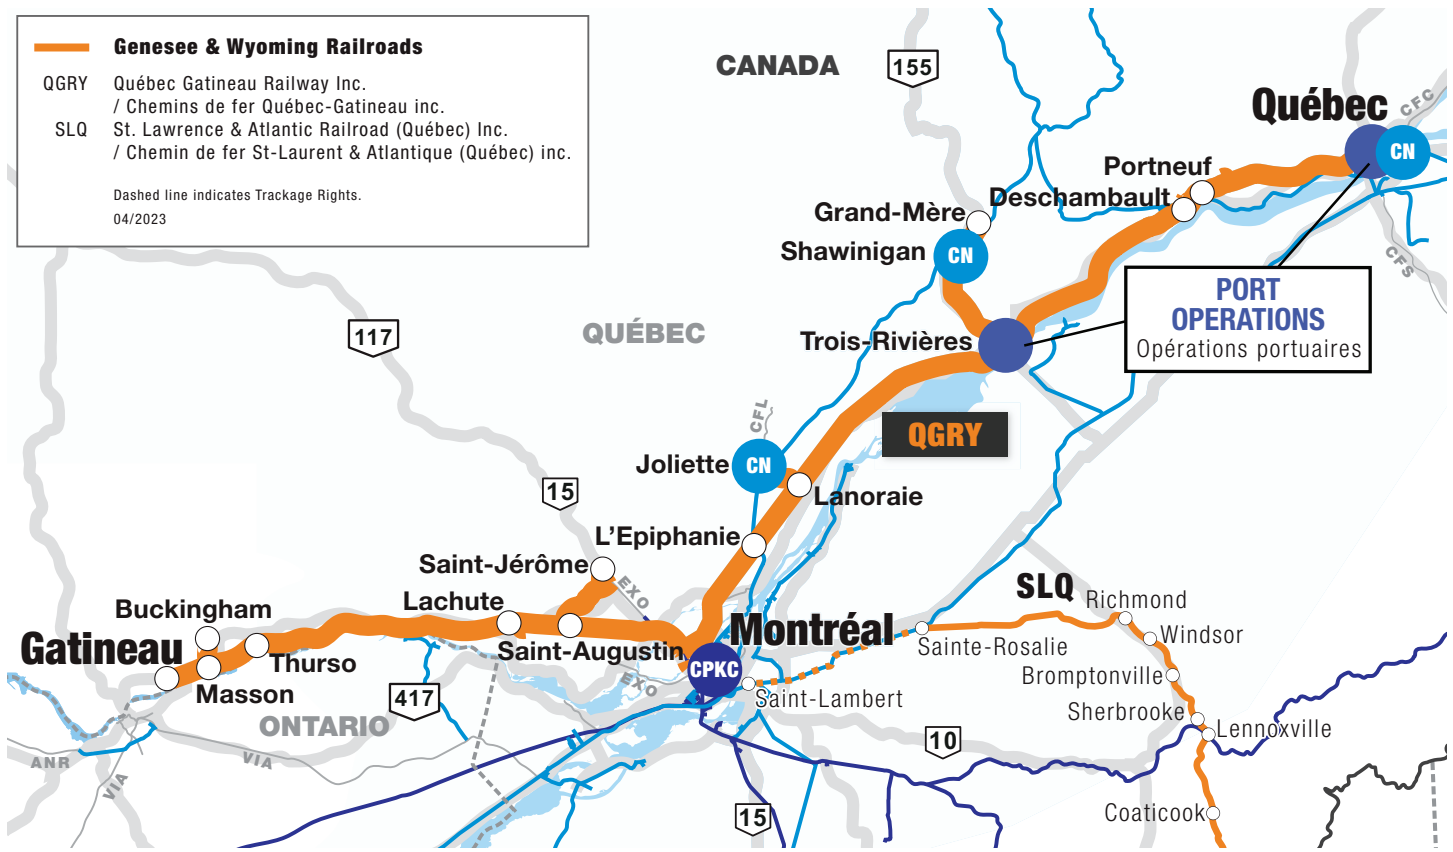 Genesee & Wyoming Railroads
QGRY Québec Gatineau Railway Inc.
/ Chemins de fer Québec-Gatineau inc.
SLQ St. Lawrence & Atlantic Railroad (Québec) Inc.
/ Chemin de fer St-Laurent & Atlantique (Québec) inc.
Dashed line indicates Trackage Rights.
04/2023
CANADA
155
Québec
CFC
CN
Portneuf
Deschambault
Grand-Mère
Shawinigan
CN
CFS
PORT
OPERATIONS
Opérations portuaires
117
QUÉBEC
Trois-Rivières
CFL
QGRY
Joliette
CN
15
Lanoraie
L'Epiphanie
Saint-Jérôme
EXO
SLQ
Lachute
Richmond
Buckingham
Montréal
Windsor
Gatineau
Saint-Augustin
Sainte-Rosalie
Thurso
CPKC
Bromptonville
Masson
EXO
Saint-Lambert
417
Sherbrooke
ONTARIO
Lennoxville
10
ANR
VIA
VIA
15
Coaticook